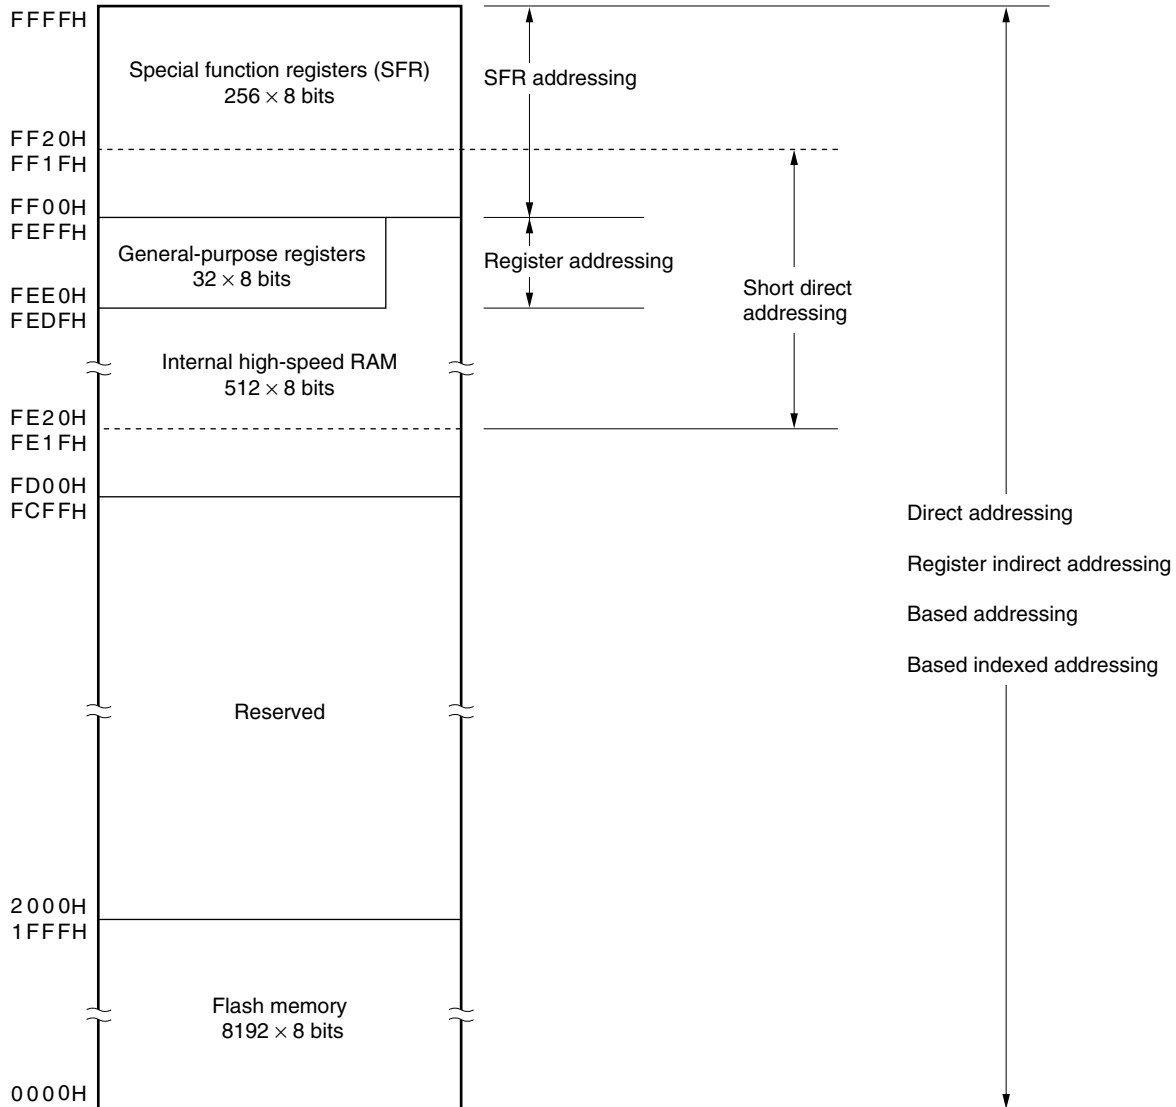 FFFFH
Special function registers (SFR)
256 × 8 bits
SFR addressing
FF20H
FF1FH
FF00H
FEFFH
General-purpose registers
32 × 8 bits
Register addressing
Short direct
addressing
FEE0H
FEDFH
Internal high-speed RAM
512 × 8 bits
FE20H
FE1FH
FD00H
FCFFH
Direct addressing
Register indirect addressing
Based addressing
Based indexed addressing
Reserved
2000H
1FFFH
Flash memory
8192 × 8 bits
0000H